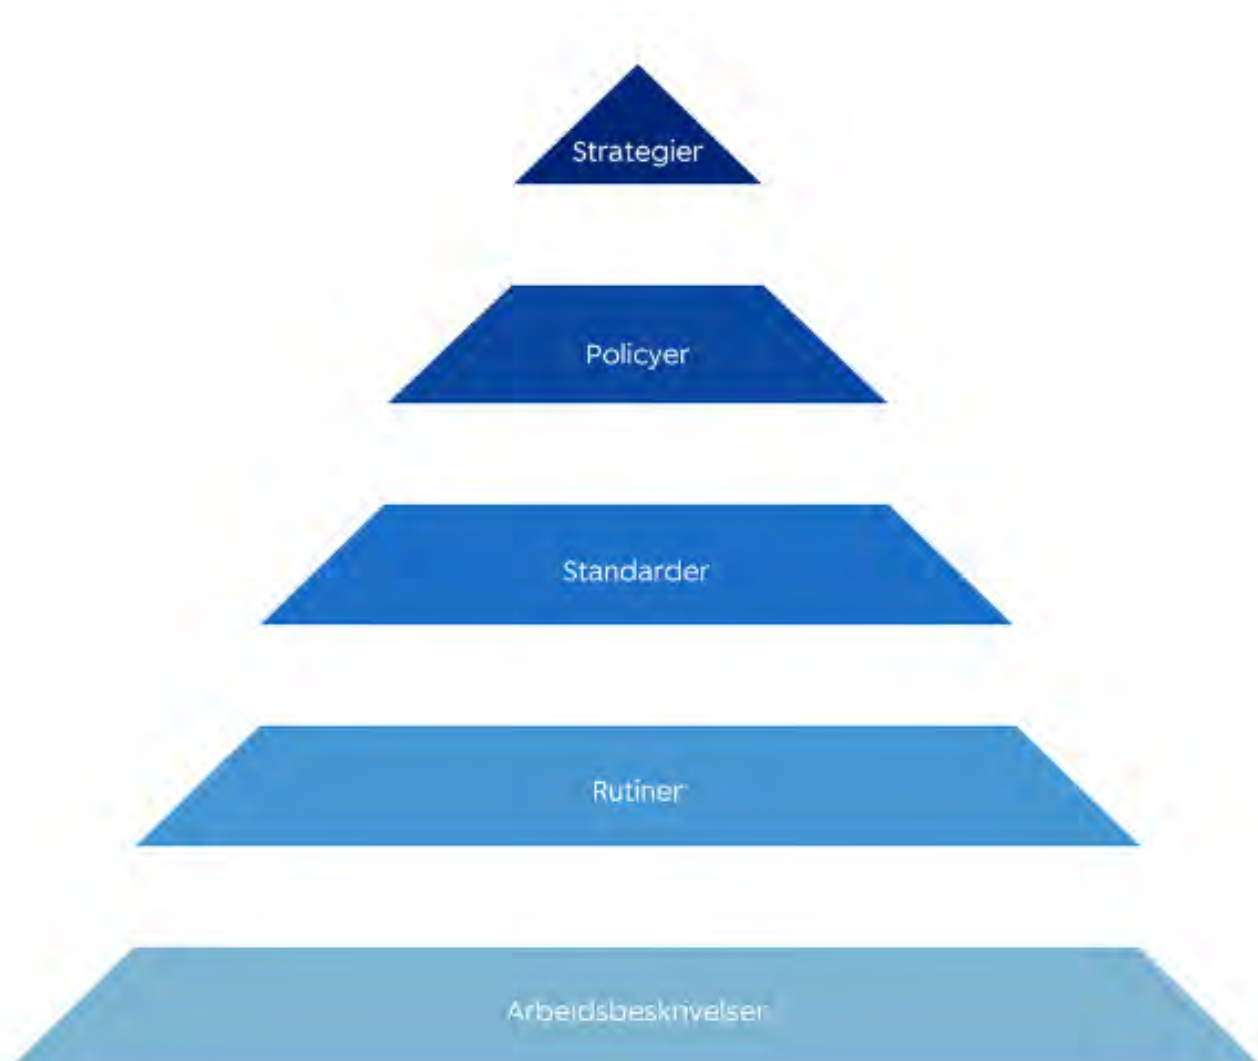 Strategier
Policyer
Standarder
Rutiner
Arbeidsbeskrivelser